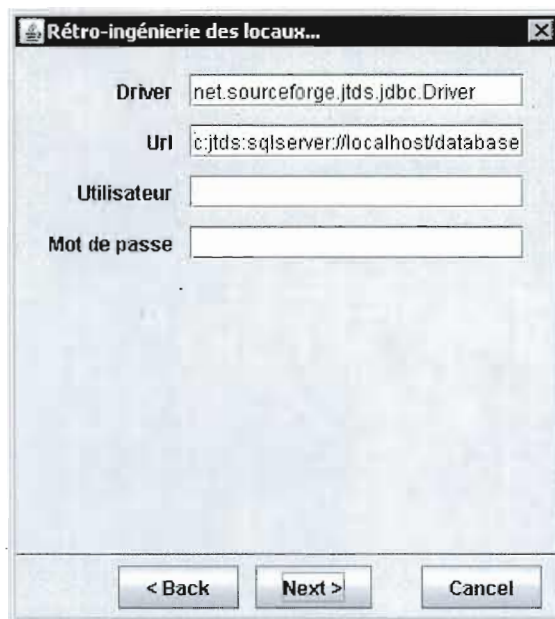 Rétro-ingénierie des locaux...
Driver net.sourceforge.jtds.jdbc.Driver
Url c:jtds:sqlserver://localhost/database
Utilisateur
Mot de passe
< Back Next > Cancel